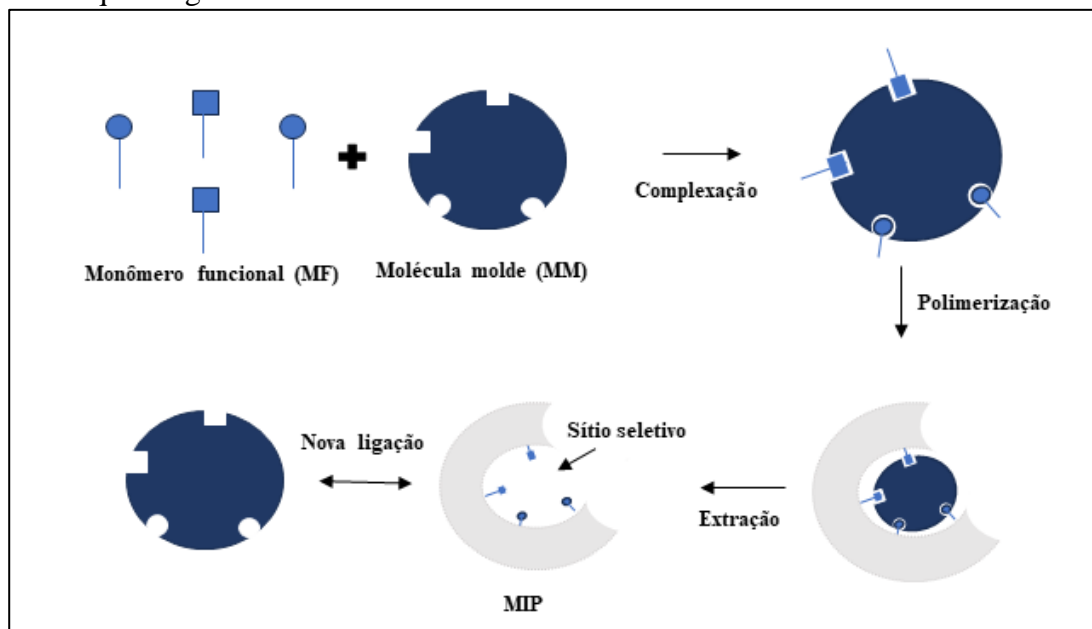 Complexação
Monômero funcional (MF)
Molécula molde (MM)
Polimerização
Sítio seletivo
Nova ligação
Extração
MIP